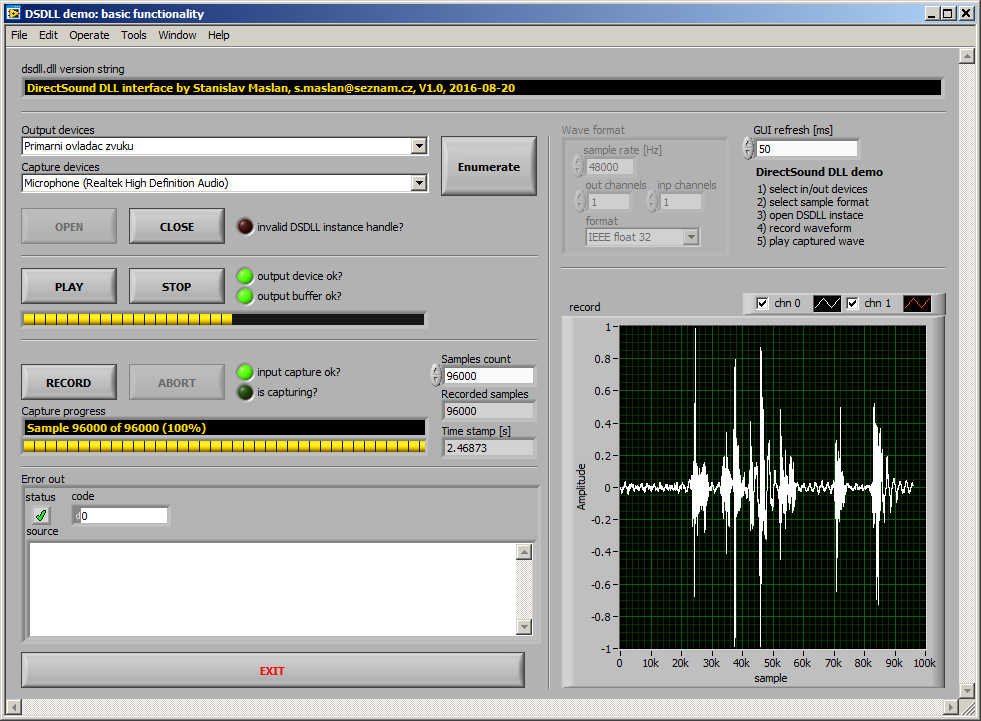 DSDLL demo: basic functionality
File Edit Operate Tools Window Help
dsdll.dll version string
DirectSound DLL interface by Stanislav Maslan, s.maslan@seznam.cz, V1.0, 2016-08-20
Output devices
Primarni ovladac zvuku
Capture devices
Microphone (Realtek High Definition Audio)
Enumerate
OPEN
CLOSE
invalid DSDLL instance handle?
PLAY
STOP
output device ok?
output buffer ok?
RECORD
ABORT
input capture ok?
is capturing?
Capture progress
Sample 96000 of 96000 (100%)
Samples count
96000
Recorded samples
96000
Time stamp [s]
2.46873
Error out
status
code
0
source
EXIT
Wave format
sample rate [Hz]
48000
out channels
inp channels
1
1
format
IEEE float 32
GUI refresh [ms]
50
DirectSound DLL demo
1) select in/out devices
2) select sample format
3) open DSDLL instace
4) record waveform
5) play captured wave
record
chn 0
chn 1
1
0.8
0.6
0.4
0.2
0
-0.2
-0.4
-0.6
-0.8
-1
Amplitude
0 10k 20k 30k 40k 50k 60k 70k 80k 90k 100k
sample